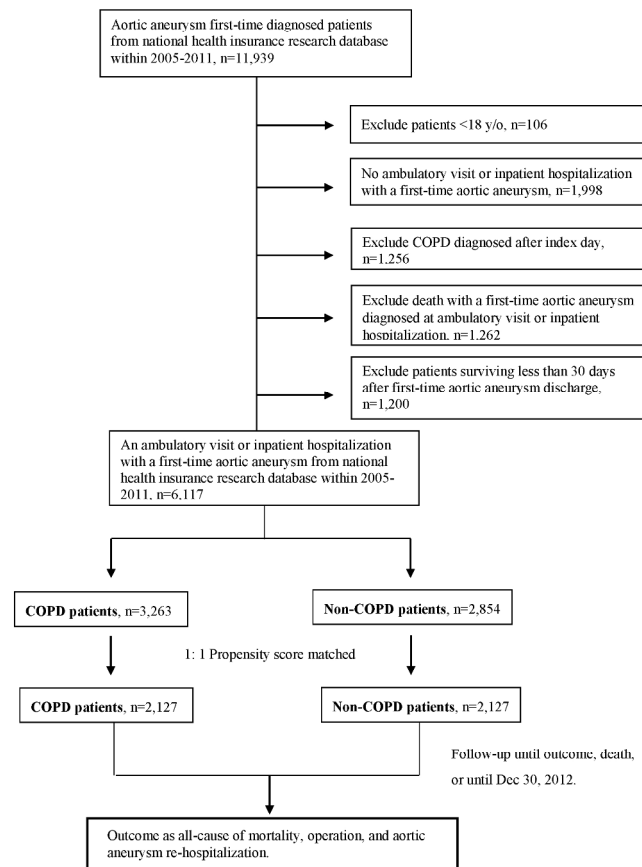 Aortic aneurysm first-time diagnosed patients
from national health insurance research database
within 2005-2011, n=11,939
Exclude patients <18 y/o, n=106
No ambulatory visit or inpatient hospitalization
with a first-time aortic aneurysm, n=1,998
Exclude COPD diagnosed after index day,
n=1,256
Exclude death with a first-time aortic aneurysm
diagnosed at ambulatory visit or inpatient
hospitalization, n=1,262
Exclude patients surviving less than 30 days
after first-time aortic aneurysm discharge,
n=1,200
An ambulatory visit or inpatient hospitalization
with a first-time aortic aneurysm from national
health insurance research database within 2005-
2011, n=6,117
COPD patients, n=3,263
Non-COPD patients, n=2,854
1: 1 Propensity score matched
COPD patients, n=2,127
Non-COPD patients, n=2,127
Follow-up until outcome, death,
or until Dec 30, 2012.
Outcome as all-cause of mortality, operation, and aortic
aneurysm re-hospitalization.